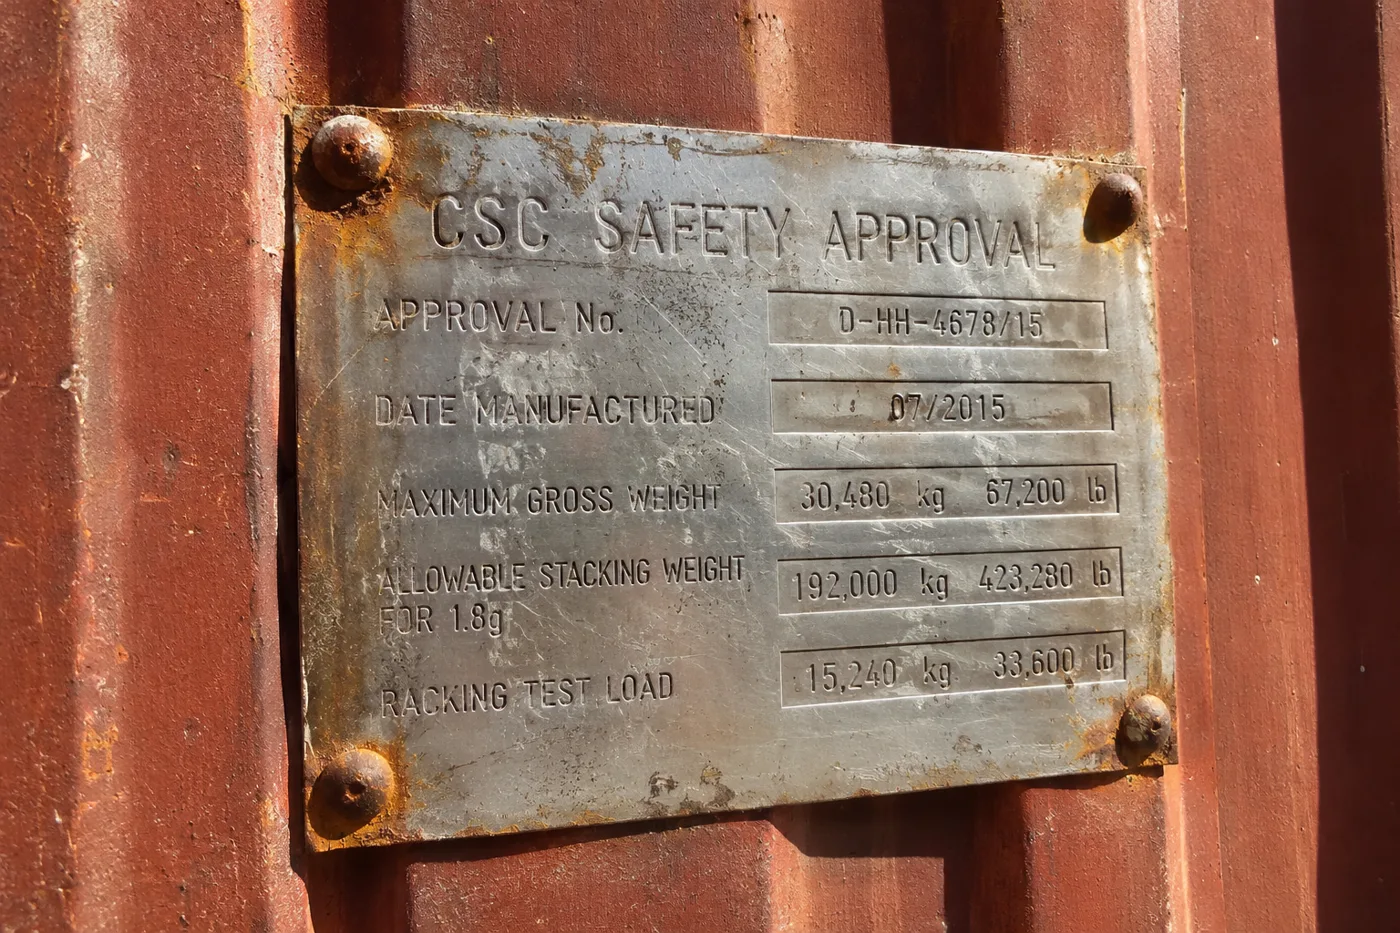 CSC SAFETY APPROVAL
APPROVAL No. D-HH-4678/15
DATE MANUFACTURED 07/2015
MAXIMUM GROSS WEIGHT 30,480 kg 67,200 lb
ALLOWABLE STACKING WEIGHT 192,000 kg 423,280 lb
FOR 1.8g
RACKING TEST LOAD 15,240 kg 33,600 lb